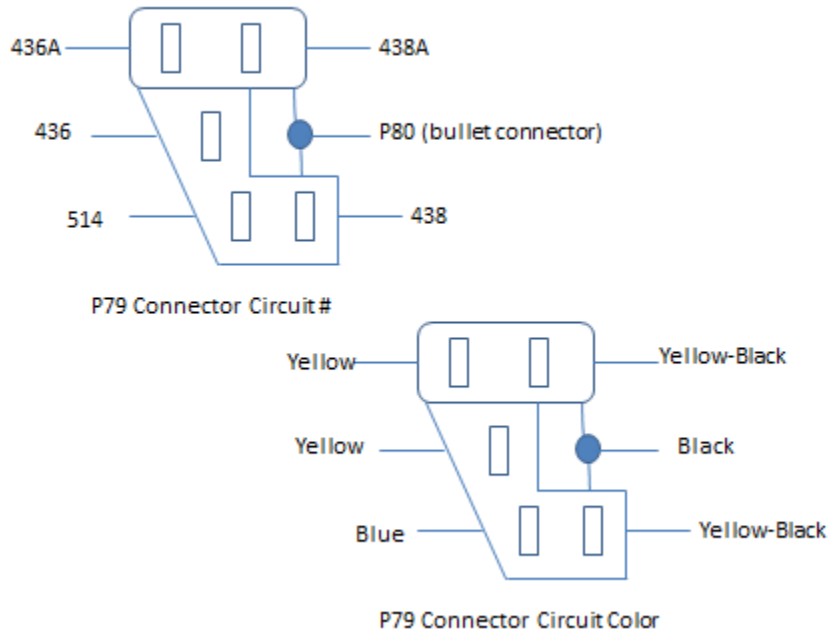 436A
438A
436
P80 (bullet connector)
514
438
P79 Connector Circuit #
Yellow
Yellow-Black
Yellow
Black
Blue
Yellow-Black
P79 Connector Circuit Color